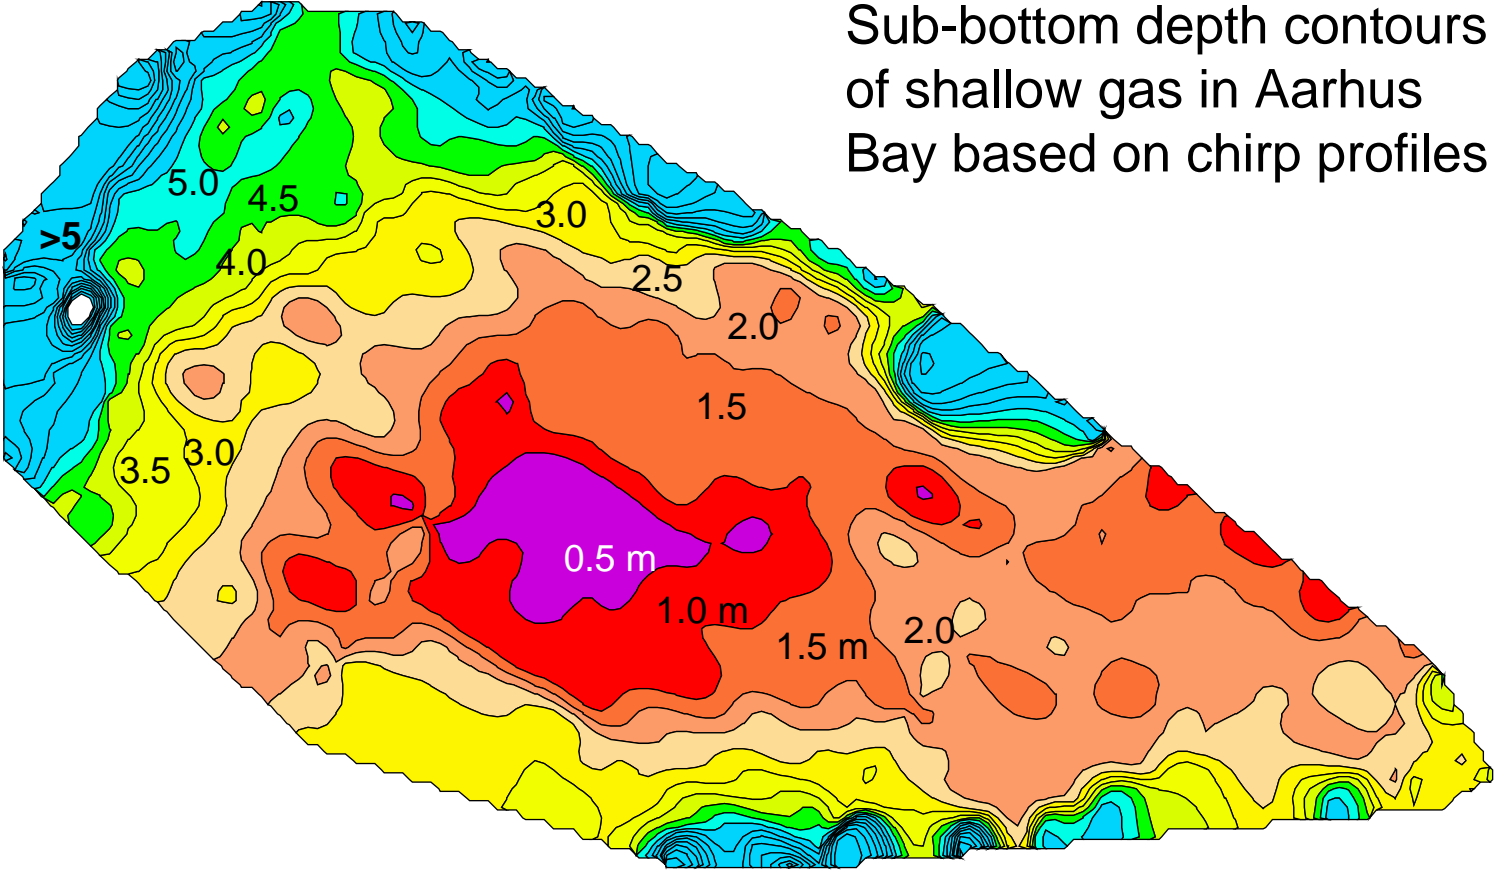 Sub-bottom depth contours
of shallow gas in Aarhus
Bay based on chirp profiles
5.0
4.5
3.0
>5
4.0
2.5
2.0
1.5
3.0
3.5
0.5 m
1.0 m
2.0
1.5 m